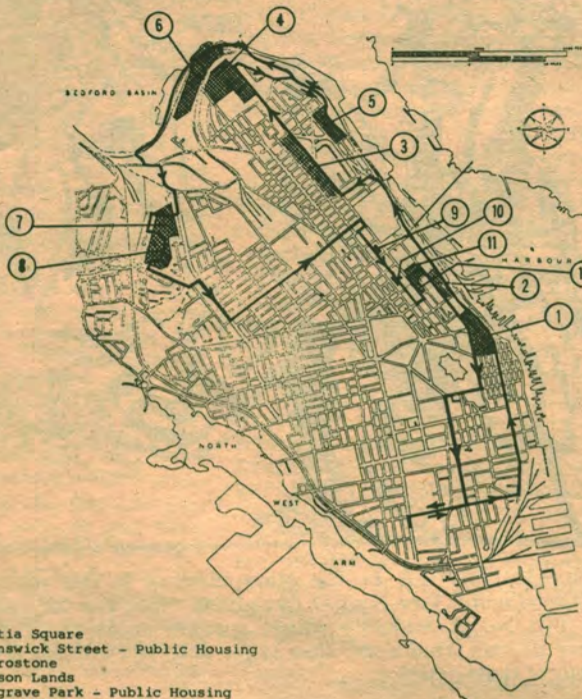 6
4
BEDFORD BASIN
5
3
7
9
10
11
8
HARBOUR
2
1
NORTH
WEST
ARM
tia Square
nswick Street - Public Housing
rostone
son Lands
grave Park - Public Housing